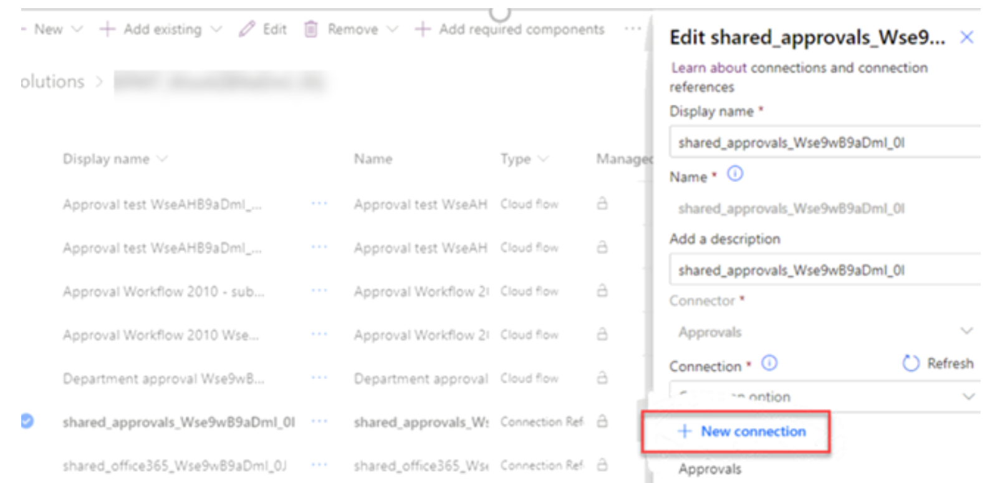 New
Add existing
Edit
Remove
Add required components
...
olutions >
Display name
Name
Type
Managed
Approval test WseAHB9aDml_...
...
Approval test WseAH
Cloud flow
Approval test WseAHB9aDml_...
...
Approval test WseAH
Cloud flow
Approval Workflow 2010 - sub...
...
Approval Workflow 2
Cloud flow
Approval Workflow 2010 Wse...
...
Approval Workflow 2
Cloud flow
Department approval Wse9wB...
...
Department approval
Cloud flow
shared_approvals_Wse9wB9aDml_0I
...
shared_approvals_W
Connection Ref
shared_office365_Wse9wB9aDml_0J
...
shared_office365_Wse
Connection Ref
Edit shared_approvals_Wse9...
Learn about connections and connection
references
Display name *
shared_approvals_Wse9wB9aDml_0I
Name *
shared_approvals_Wse9wB9aDml_0I
Add a description
shared_approvals_Wse9wB9aDml_0I
Connector *
Approvals
Connection *
Refresh
option
+ New connection
Approvals